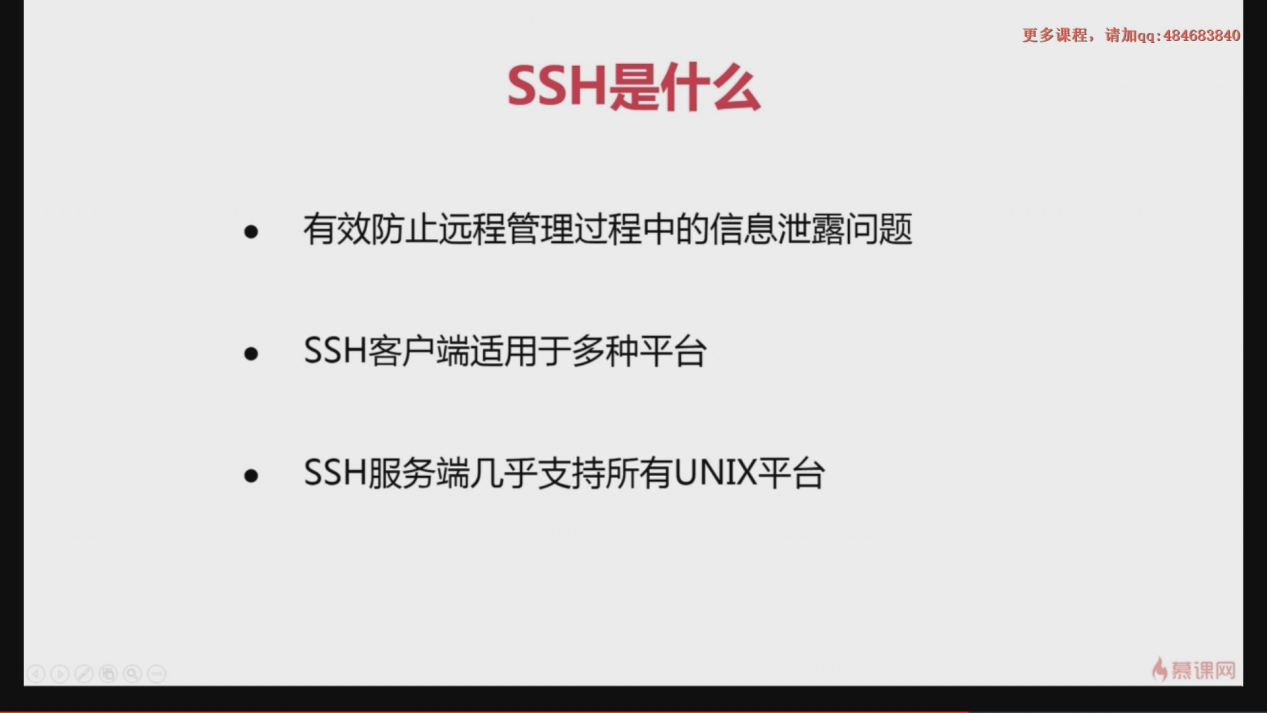 更多课程，请加qq:484683840
SSH是什么
有效防止远程管理过程中的信息泄露问题
SSH客户端适用于多种平台
SSH服务端几乎支持所有UNIX平台
慕课网